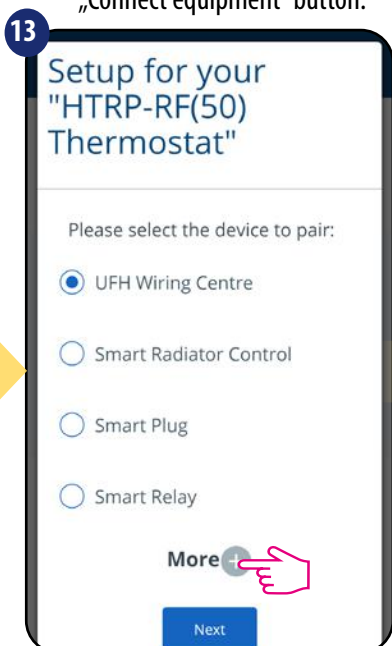 „Connect equipment" button.
13
Setup for your
"HTRP-RF(50)
Thermostat"
Please select the device to pair:
UFH Wiring Centre
Smart Radiator Control
Smart Plug
Smart Relay
More +
Next